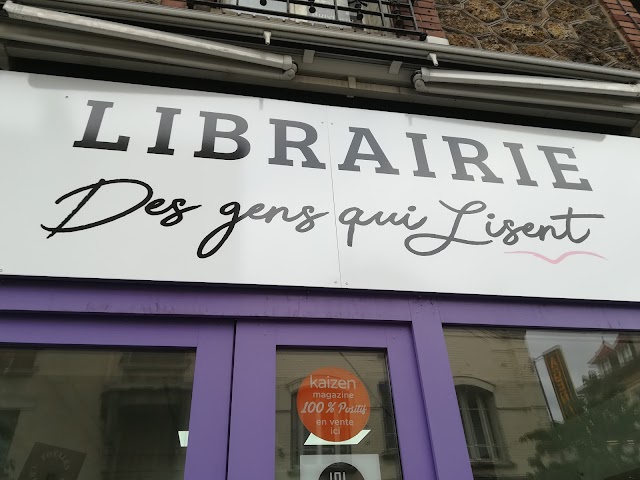 LIBRAIRIE
Des gens qui Lisent
kaizen
magazine
100 % Positif
en vente
ici